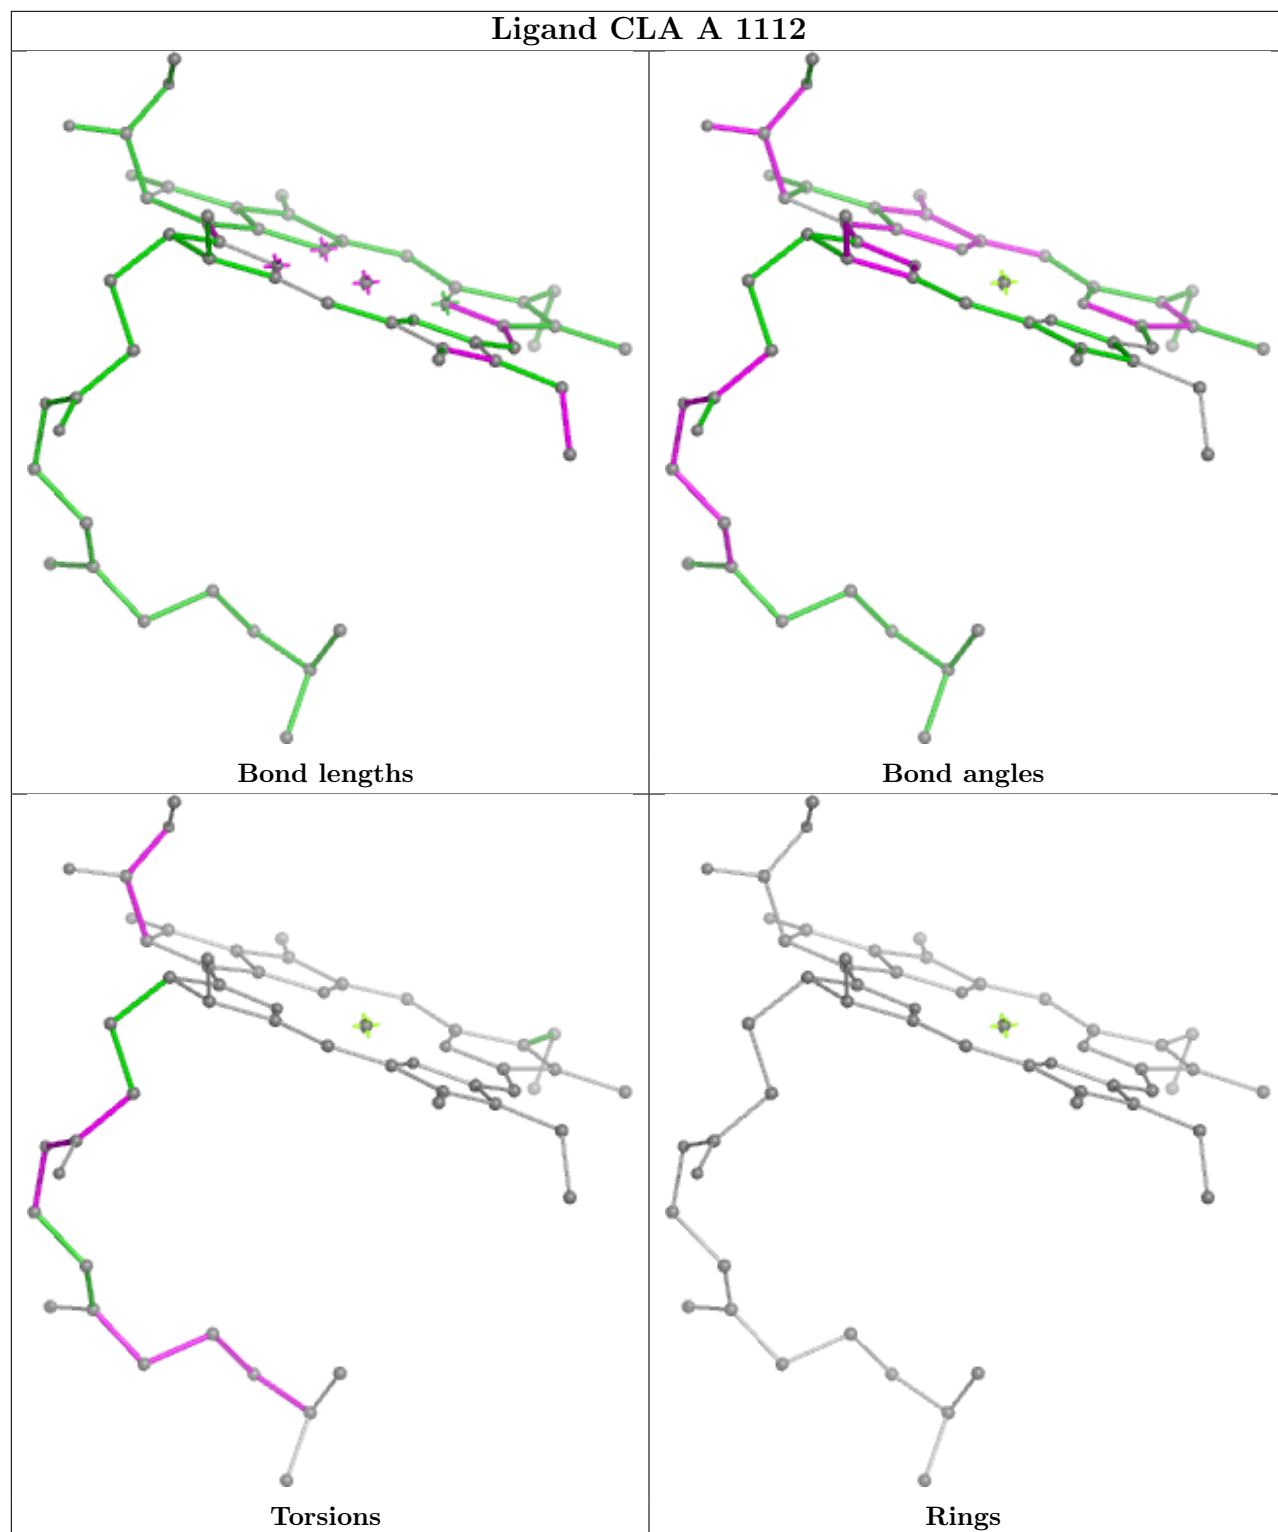 Ligand CLA A 1112
Bond lengths
Bond angles
Torsions
Rings